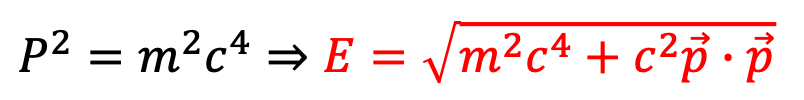 P² = m²c⁴ ⇒ E = √(m²c⁴ + c²p⃗ · p⃗)